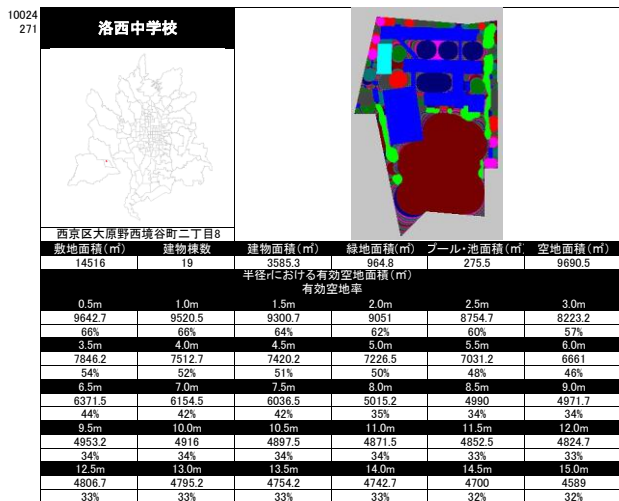 10024
271
洛西中学校
西京区大原野西境谷町二丁目8
敷地面積(㎡) 建物棟数 建物面積(㎡) 緑地面積(㎡) プール・池面積(㎡) 空地面積(㎡)
14516 19 3585.3 964.8 275.5 9690.5
半径rにおける有効空地面積(㎡)
有効空地率
0.5m 1.0m 1.5m 2.0m 2.5m 3.0m
9642.7 9520.5 9300.7 9051 8754.7 8223.2
66% 66% 64% 62% 60% 57%
3.5m 4.0m 4.5m 5.0m 5.5m 6.0m
7846.2 7512.7 7420.2 7226.5 7031.2 6661
54% 52% 51% 50% 48% 46%
6.5m 7.0m 7.5m 8.0m 8.5m 9.0m
6371.5 6154.5 6036.5 5015.2 4990 4971.7
44% 42% 42% 35% 34% 34%
9.5m 10.0m 10.5m 11.0m 11.5m 12.0m
4953.2 4916 4897.5 4871.5 4852.5 4824.7
34% 34% 34% 34% 33% 33%
12.5m 13.0m 13.5m 14.0m 14.5m 15.0m
4806.7 4795.2 4754.2 4742.7 4700 4589
33% 33% 33% 33% 32% 32%